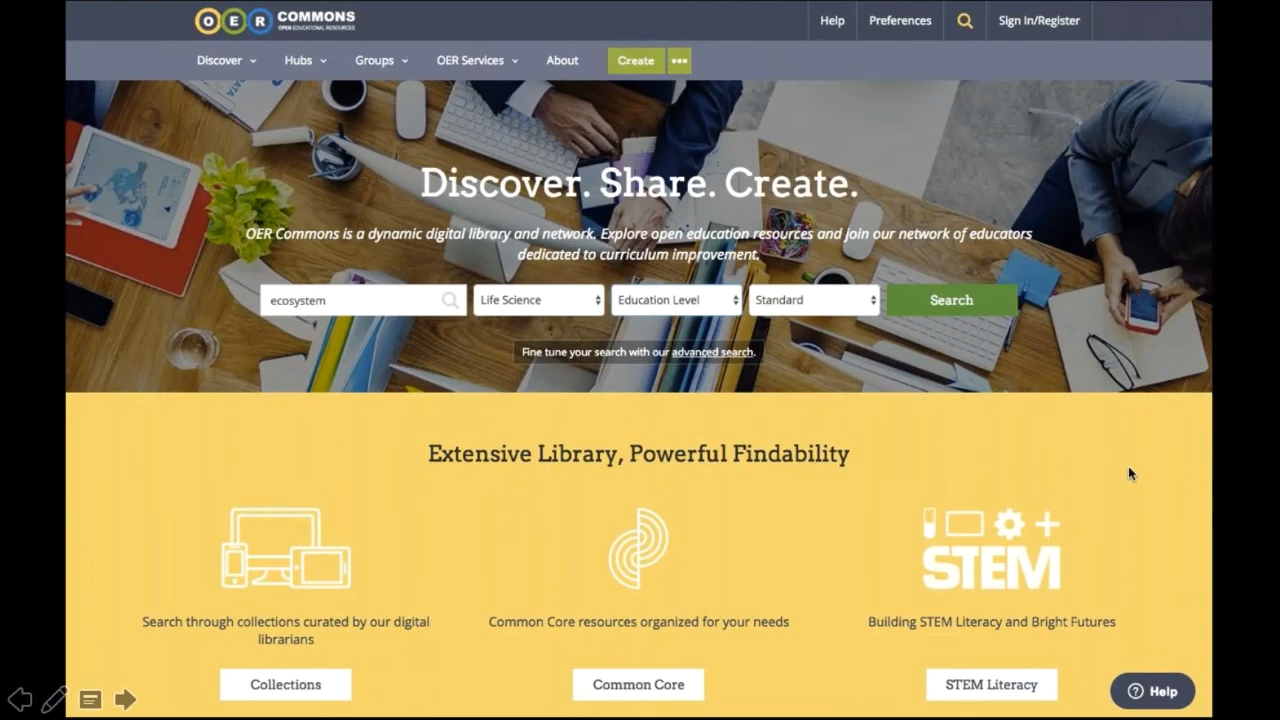 OER COMMONS
OPEN EDUCATIONAL RESOURCES
Help
Preferences
Sign In/Register
Discover
Hubs
Groups
OER Services
About
Create
Discover. Share. Create.
OER Commons is a dynamic digital library and network. Explore open education resources and join our network of educators
dedicated to curriculum improvement.
ecosystem
Life Science
Education Level
Standard
Search
Fine tune your search with our advanced search.
Extensive Library, Powerful Findability
STEM
Search through collections curated by our digital
librarians
Common Core resources organized for your needs
Building STEM Literacy and Bright Futures
Collections
Common Core
STEM Literacy
Help